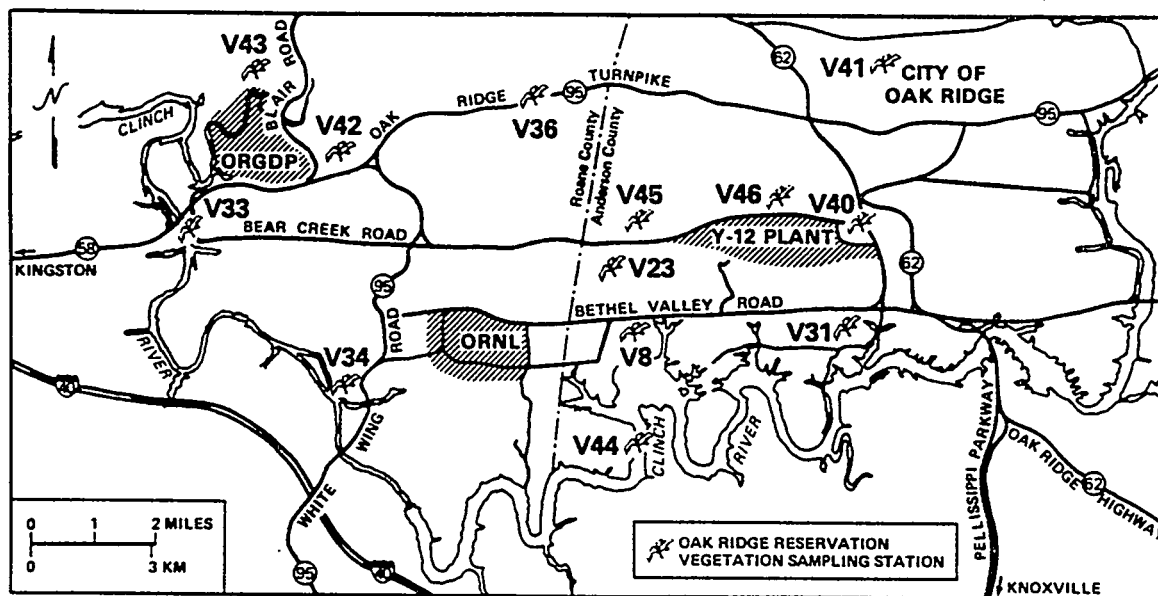 V43
BLAIR ROAD
62
V41
CITY OF
OAK RIDGE
N
CLINCH
V42
OAK RIDGE TURNPIKE
95
V36
95
ORGDP
Roane County
Anderson County
V33
V45
V46
V40
BEAR CREEK ROAD
Y-12 PLANT
58
KINGSTON
V23
62
95
BETHEL VALLEY ROAD
RIVER
ORNL
V8
V31
V34
40
WHITE WING ROAD
V44
CLINCH RIVER
PELLISSIPPI PARKWAY
OAK RIDGE HIGHWAY
62
0 1 2 MILES
0 3 KM
95
40
OAK RIDGE RESERVATION
VEGETATION SAMPLING STATION
KNOXVILLE